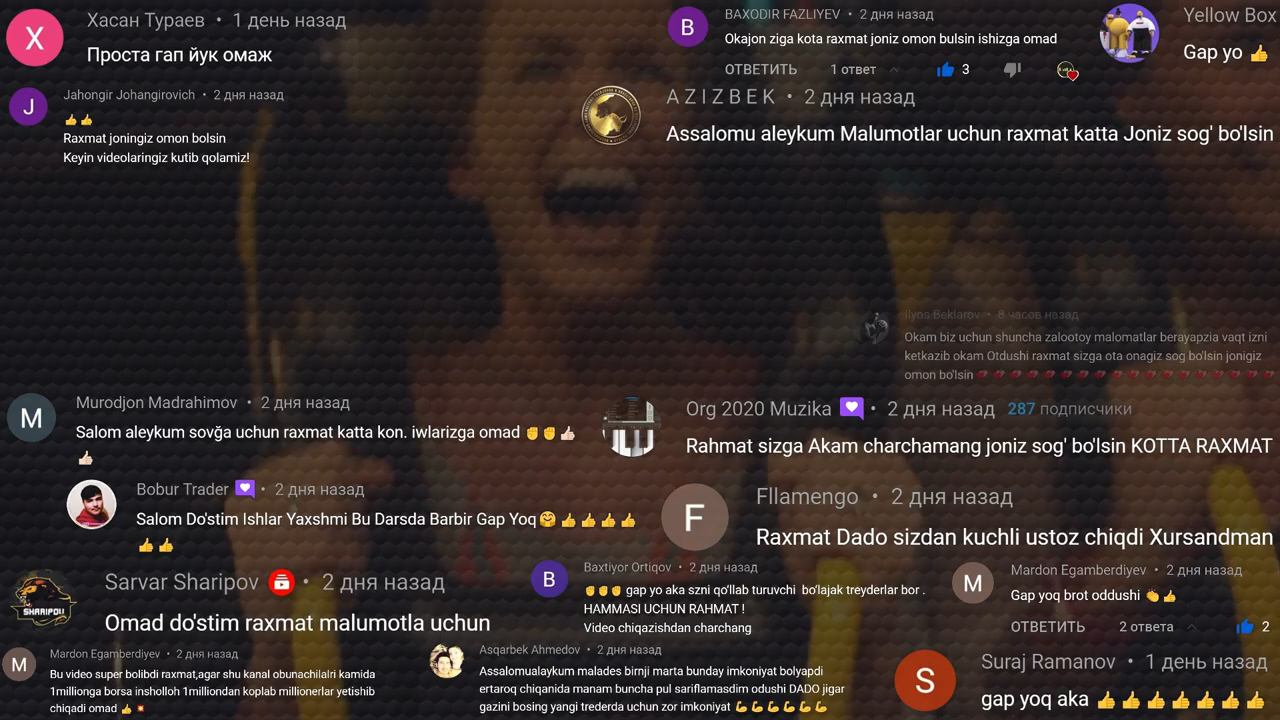 Хасан Тураев • 1 день назад
Проста гап йук омаж
BAXODIR FAZLIYEV • 2 дня назад
Okajon ziga kota raxmat joniz omon bulsin ishizga omad
ОТВЕТИТЬ 1 ответ 3
Yellow Box
Gap yo 👍
Jahongir Johangirovich • 2 дня назад
👍👍
Raxmat joningiz omon bolsin
Keyin videolaringiz kutib qolamiz!
A Z I Z B E K • 2 дня назад
Assalomu aleykum Malumotlar uchun raxmat katta Joniz sog' bo'lsin
Ilyos Beklarov • 8 часов назад
Okam biz uchun shuncha zalootoy malomatlar berayapzia vaqt izni
ketkazib okam Otdushi raxmat sizga ota onagiz sog bo'lsin jonigiz
omon bo'lsin
Murodjon Madrahimov • 2 дня назад
Salom aleykum sovğa uchun raxmat katta kon. iwlarizga omad ✊✊👍🏻
👍🏻
Org 2020 Muzika • 2 дня назад 287 подписчики
Rahmat sizga Akam charchamang joniz sog' bo'lsin KOTTA RAXMAT
Bobur Trader • 2 дня назад
Salom Do'stim Ishlar Yaxshmi Bu Darsda Barbir Gap Yoq🤗👍👍👍👍
👍👍
Fllamengo • 2 дня назад
Raxmat Dado sizdan kuchli ustoz chiqdi Xursandman
Sarvar Sharipov • 2 дня назад
Omad do'stim raxmat malumotla uchun
SHARIPOV
Baxtiyor Ortiqov • 2 дня назад
✊✊✊ gap yo aka szni qo‘llab turuvchi bo‘lajak treyderlar bor .
HAMMASI UCHUN RAHMAT !
Video chiqazishdan charchang
Mardon Egamberdiyev • 2 дня назад
Gap yoq brot oddushi 👏👍
ОТВЕТИТЬ 2 ответа 2
Mardon Egamberdiyev • 2 дня назад
Bu video super bolibdi raxmat,agar shu kanal obunachilalri kamida
1millionga borsa insholloh 1milliondan koplab millionerlar yetishib
chiqadi omad 👍💥
Asqarbek Ahmedov • 2 дня назад
Assalomualaykum malades birnji marta bunday imkoniyat bolyapdi
ertaroq chiqanida manam buncha pul sariflamasdim odushi DADO jigar
gazini bosing yangi trederda uchun zor imkoniyat 💪💪💪💪💪💪
Suraj Ramanov • 1 день назад
gap yoq aka 👍👍👍👍👍👍👍